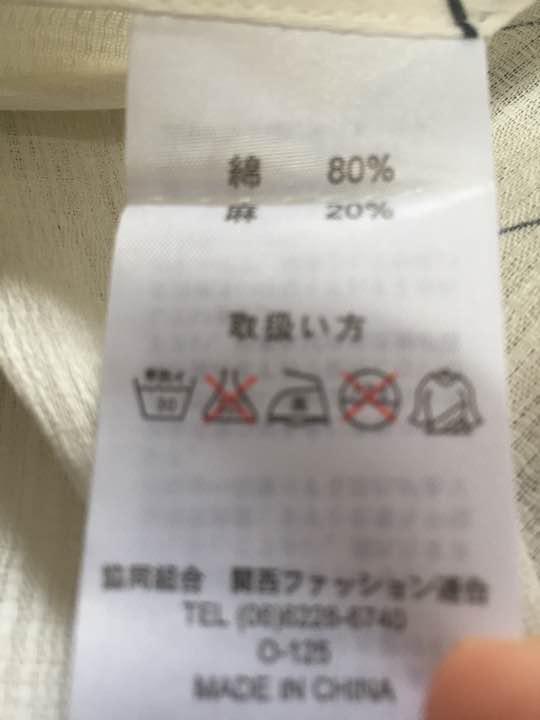 綿 80%
麻 20%
取扱い方
協同組合 関西ファッション連合
TEL (06)6228-6740
O-125
MADE IN CHINA